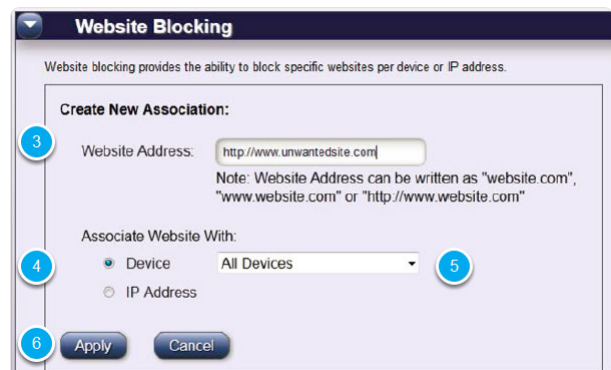 Website Blocking
Website blocking provides the ability to block specific websites per device or IP address.
Create New Association:
3
Website Address: http://www.unwantedsite.com
Note: Website Address can be written as "website.com",
"www.website.com" or "http://www.website.com"
Associate Website With:
4 Device All Devices 5
IP Address
6 Apply Cancel